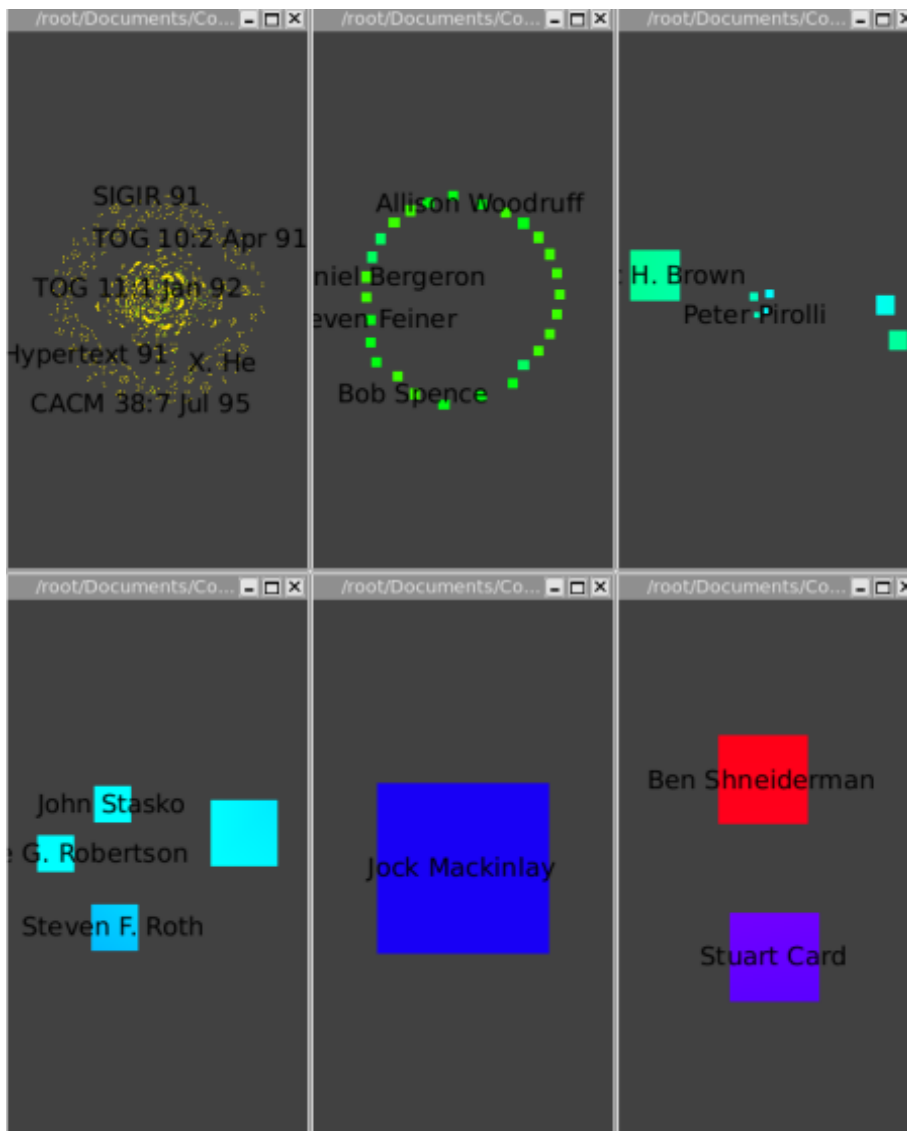 /root/Documents/Co...
/root/Documents/Co...
/root/Documents/Co...
SIGIR 91
TOG 10:2 Apr 91
TOG 11:1 Jan 92
Hypertext 91
X. He
CACM 38:7 Jul 95
Allison Woodruff
niel Bergeron
even Feiner
Bob Spence
H. Brown
Peter Pirolli
/root/Documents/Co...
/root/Documents/Co...
/root/Documents/Co...
John Stasko
e G. Robertson
Steven F. Roth
Jock Mackinlay
Ben Shneiderman
Stuart Card